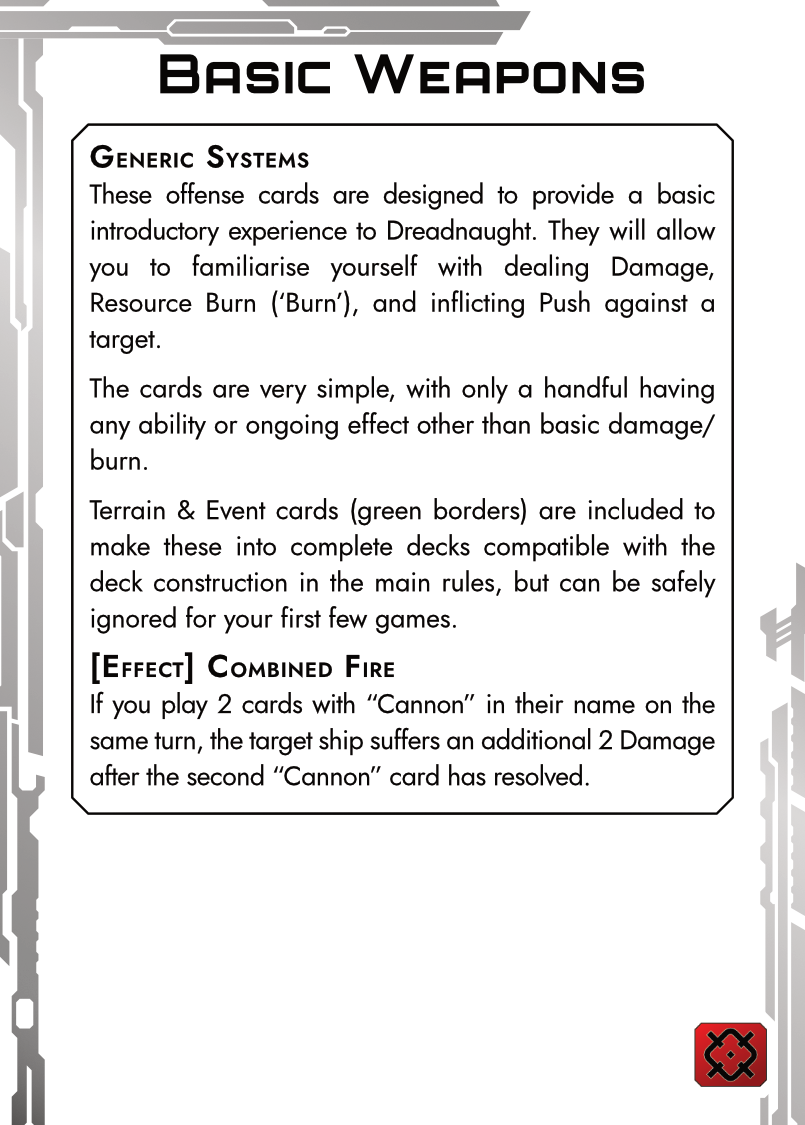 Basic Weapons
Generic Systems
These offense cards are designed to provide a basic
introductory experience to Dreadnaught. They will allow
you to familiarise yourself with dealing Damage,
Resource Burn (‘Burn’), and inflicting Push against a
target.
The cards are very simple, with only a handful having
any ability or ongoing effect other than basic damage/
burn.
Terrain & Event cards (green borders) are included to
make these into complete decks compatible with the
deck construction in the main rules, but can be safely
ignored for your first few games.
[Effect] Combined Fire
If you play 2 cards with “Cannon” in their name on the
same turn, the target ship suffers an additional 2 Damage
after the second “Cannon” card has resolved.